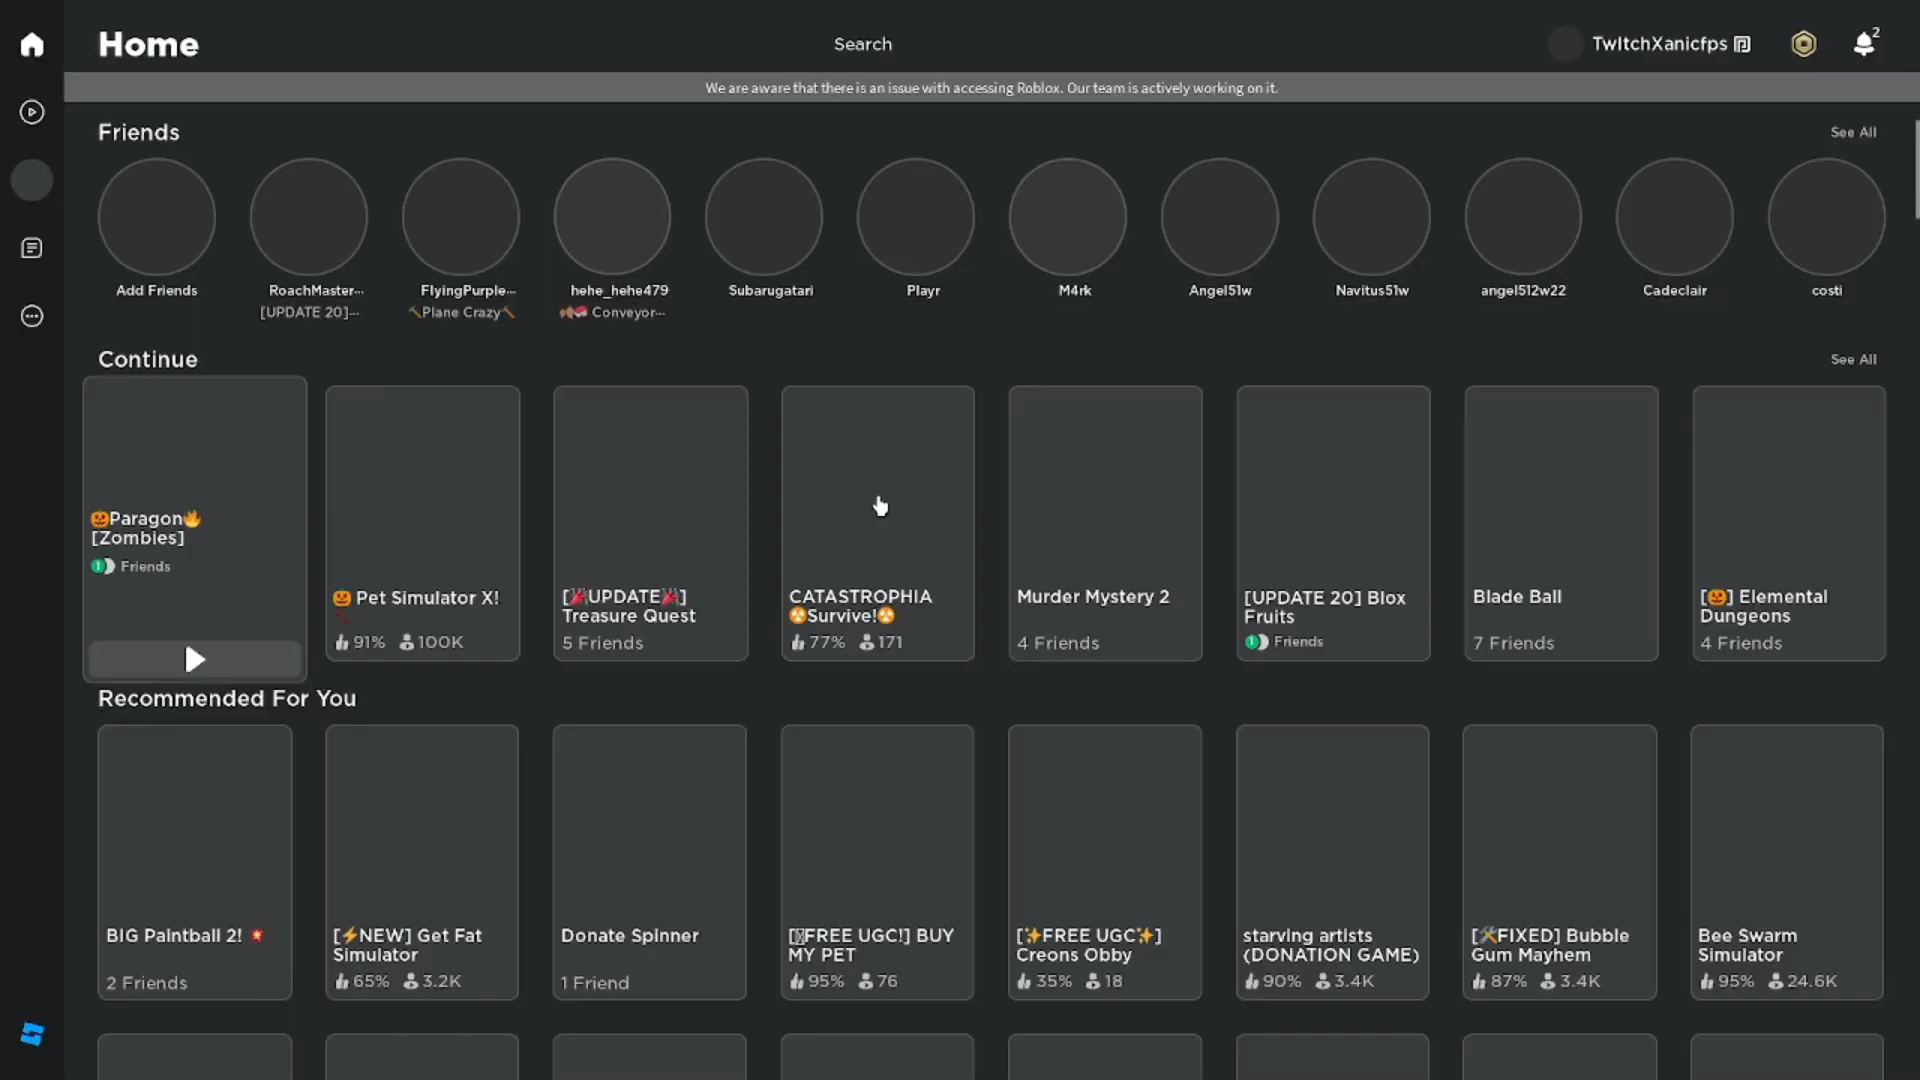 Home
Search
TwItchXanicfps
2
We are aware that there is an issue with accessing Roblox. Our team is actively working on it.
Friends
See All
Add Friends
RoachMaster...
FlyingPurple...
hehe_hehe479
Subarugatari
Playr
M4rk
Angel51w
Navitus51w
angel512w22
Cadeclair
costi
[UPDATE 20]...
🔨Plane Crazy🔨
Conveyor...
Continue
See All
🎃Paragon🔥
[Zombies]
1 Friends
🎃 Pet Simulator X!
91% 100K
[🎉UPDATE🎉]
Treasure Quest
5 Friends
CATASTROPHIA
☢️Survive!☢️
77% 171
Murder Mystery 2
4 Friends
[UPDATE 20] Blox
Fruits
1 Friends
Blade Ball
7 Friends
[🎃] Elemental
Dungeons
4 Friends
Recommended For You
BIG Paintball 2! 💥
2 Friends
[⚡NEW] Get Fat
Simulator
65% 3.2K
Donate Spinner
1 Friend
[FREE UGC!] BUY
MY PET
95% 76
[✨FREE UGC✨]
Creons Obby
35% 18
starving artists
(DONATION GAME)
90% 3.4K
[🛠️FIXED] Bubble
Gum Mayhem
87% 3.4K
Bee Swarm
Simulator
95% 24.6K